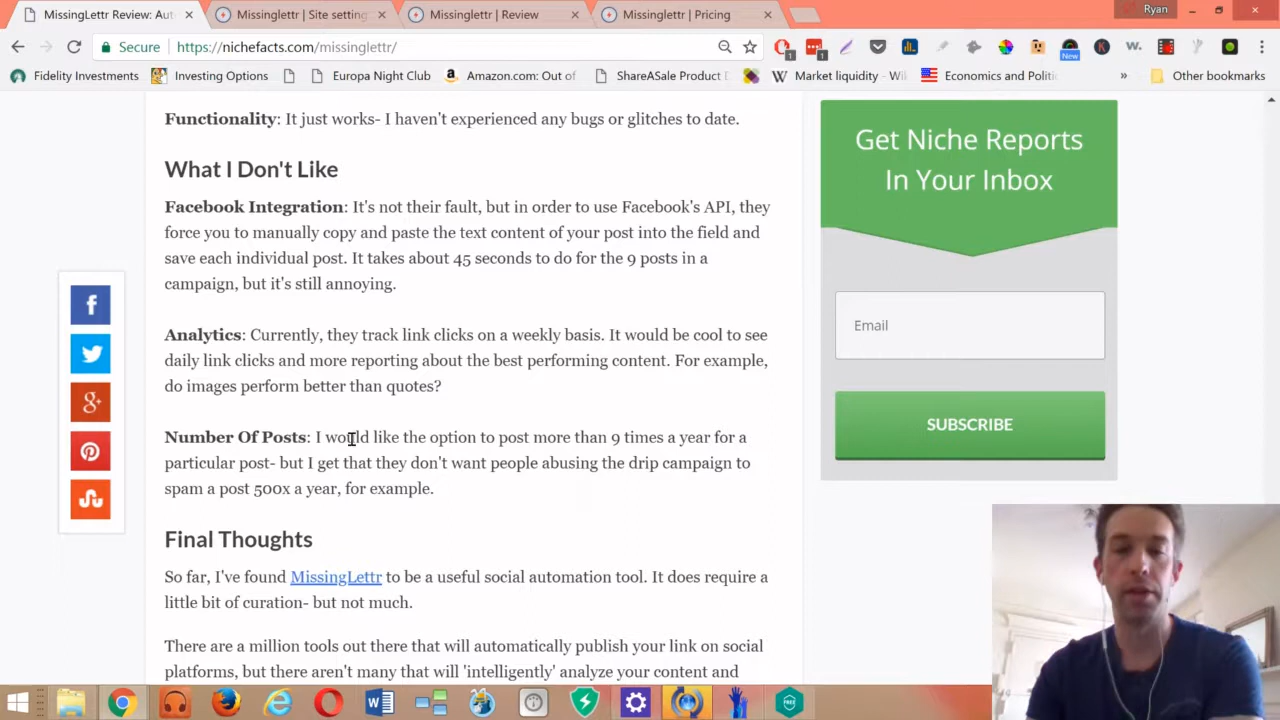 MissingLettr Review: Aut
Missinglettr | Site setting
Missinglettr | Review
Missinglettr | Pricing
Ryan
Secure
https://nichefacts.com/missinglettr/
1
1
New
Fidelity Investments
Investing Options
Europa Night Club
Amazon.com: Out of
ShareASale Product D
Market liquidity - Wik
Economics and Politi
»
Other bookmarks
Functionality: It just works- I haven't experienced any bugs or glitches to date.
What I Don't Like
Facebook Integration: It's not their fault, but in order to use Facebook's API, they
force you to manually copy and paste the text content of your post into the field and
save each individual post. It takes about 45 seconds to do for the 9 posts in a
campaign, but it's still annoying.
Analytics: Currently, they track link clicks on a weekly basis. It would be cool to see
daily link clicks and more reporting about the best performing content. For example,
do images perform better than quotes?
Number Of Posts: I would like the option to post more than 9 times a year for a
particular post- but I get that they don't want people abusing the drip campaign to
spam a post 500x a year, for example.
Final Thoughts
So far, I've found MissingLettr to be a useful social automation tool. It does require a
little bit of curation- but not much.
There are a million tools out there that will automatically publish your link on social
platforms, but there aren't many that will 'intelligently' analyze your content and
Get Niche Reports
In Your Inbox
Email
SUBSCRIBE